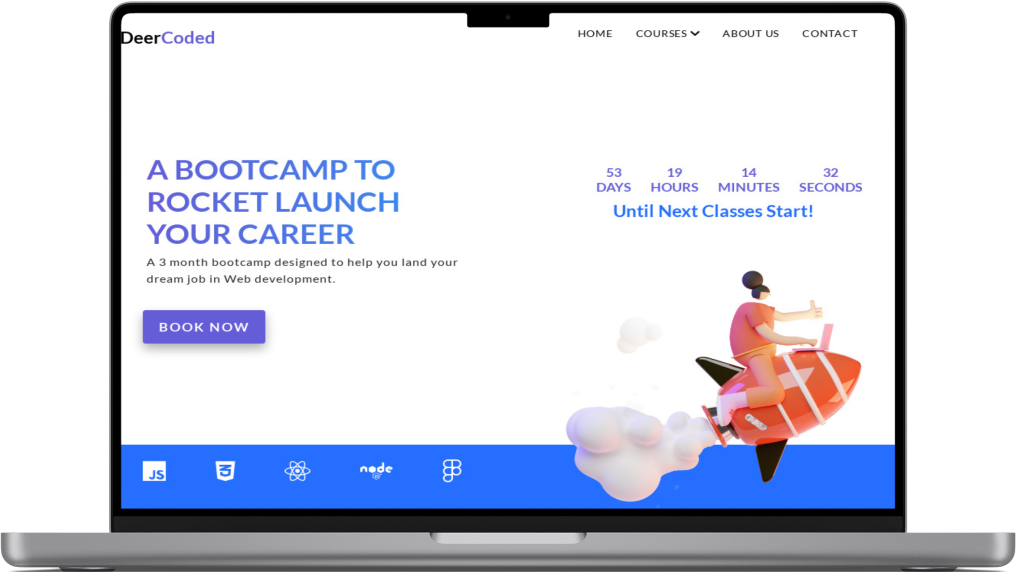 DeerCoded
HOME COURSES ABOUT US CONTACT
A BOOTCAMP TO
ROCKET LAUNCH
YOUR CAREER
A 3 month bootcamp designed to help you land your
dream job in Web development.
BOOK NOW
53 19 14 32
DAYS HOURS MINUTES SECONDS
Until Next Classes Start!
JS
3
node
JS